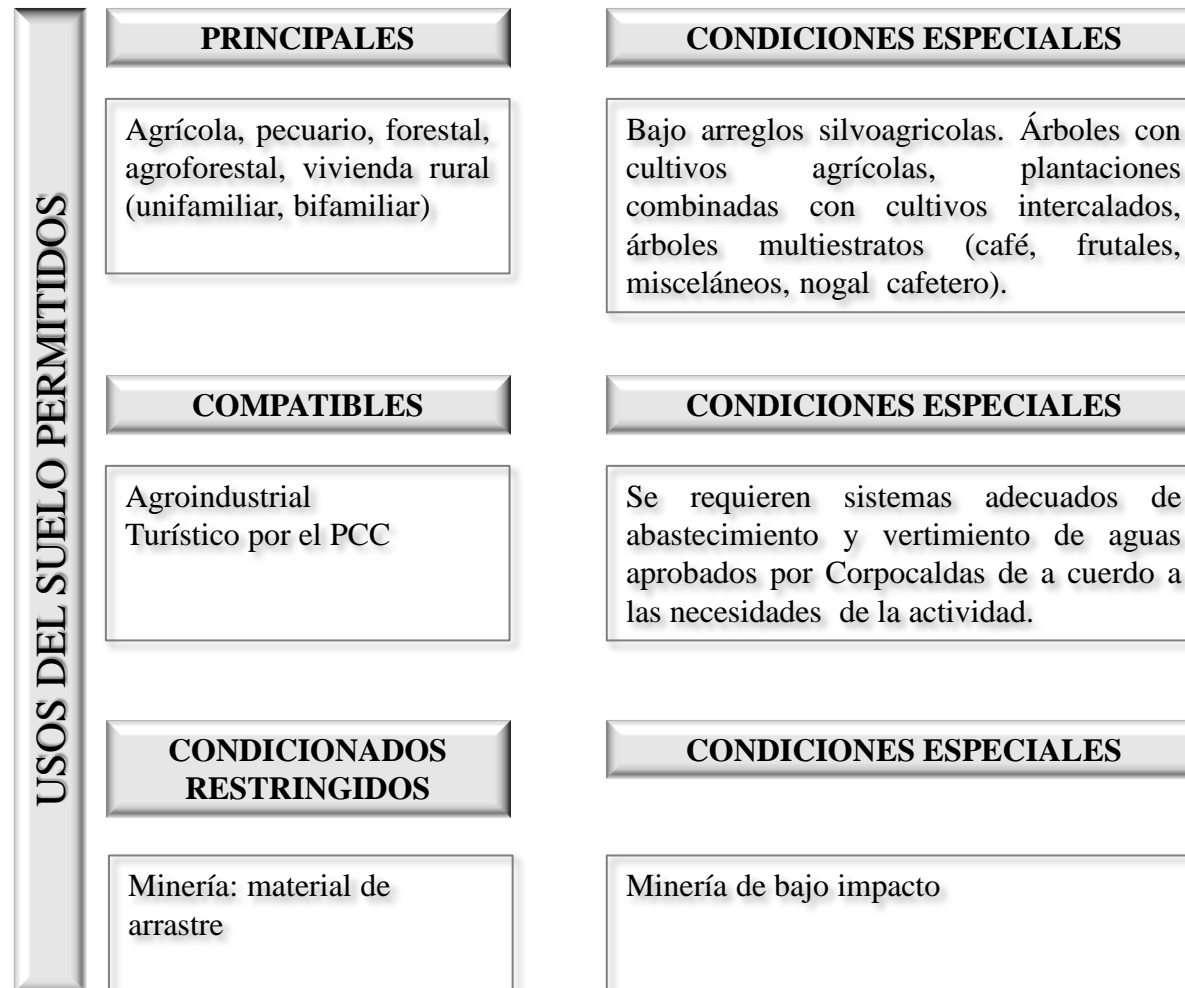 USOS DEL SUELO PERMITIDOS
PRINCIPALES
Agrícola, pecuario, forestal,
agroforestal, vivienda rural
(unifamiliar, bifamiliar)
CONDICIONES ESPECIALES
Bajo arreglos silvoagricolas. Árboles con
cultivos agrícolas, plantaciones
combinadas con cultivos intercalados,
árboles multiestratos (café, frutales,
misceláneos, nogal cafetero).
COMPATIBLES
Agroindustrial
Turístico por el PCC
CONDICIONES ESPECIALES
Se requieren sistemas adecuados de
abastecimiento y vertimiento de aguas
aprobados por Corpocaldas de a cuerdo a
las necesidades de la actividad.
CONDICIONADOS
RESTRINGIDOS
Minería: material de
arrastre
CONDICIONES ESPECIALES
Minería de bajo impacto